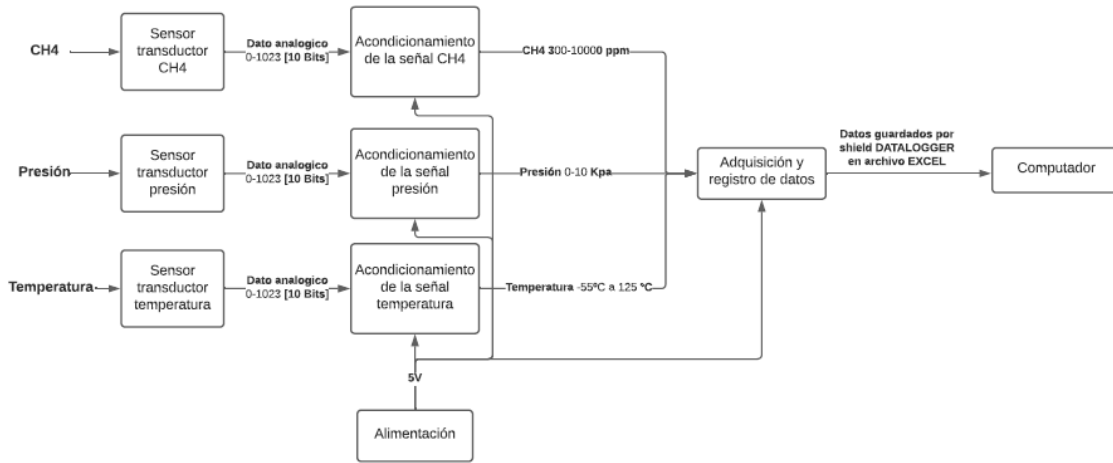 CH4
Sensor
transductor
CH4
Dato analogico
0-1023 [10 Bits]
Acondicionamiento
de la señal CH4
CH4 300-10000 ppm
Presión
Sensor
transductor
presión
Dato analogico
0-1023 [10 Bits]
Acondicionamiento
de la señal
presión
Presión 0-10 Kpa
Temperatura
Sensor
transductor
temperatura
Dato analogico
0-1023 [10 Bits]
Acondicionamiento
de la señal
temperatura
Temperatura -55ºC a 125 ºC
Adquisición y
registro de datos
Datos guardados por
shield DATALOGGER
en archivo EXCEL
Computador
5V
Alimentación